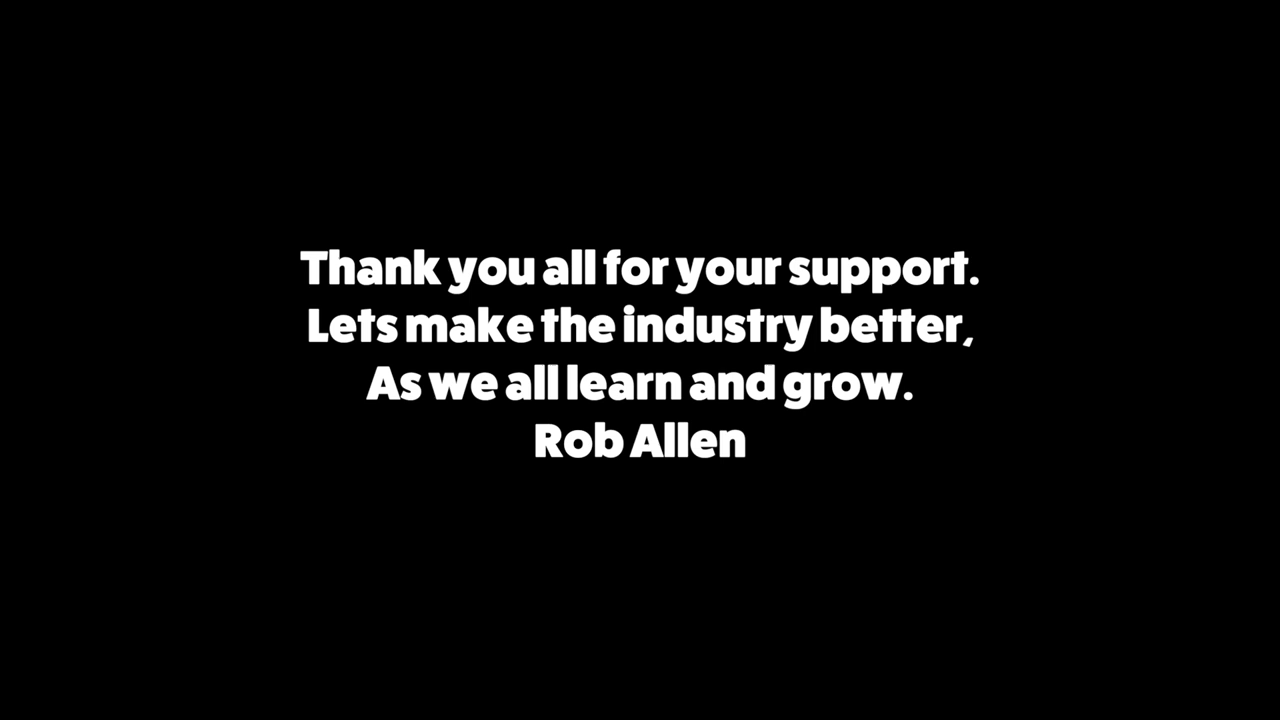 Thank you all for your support.
Lets make the industry better,
As we all learn and grow.
Rob Allen